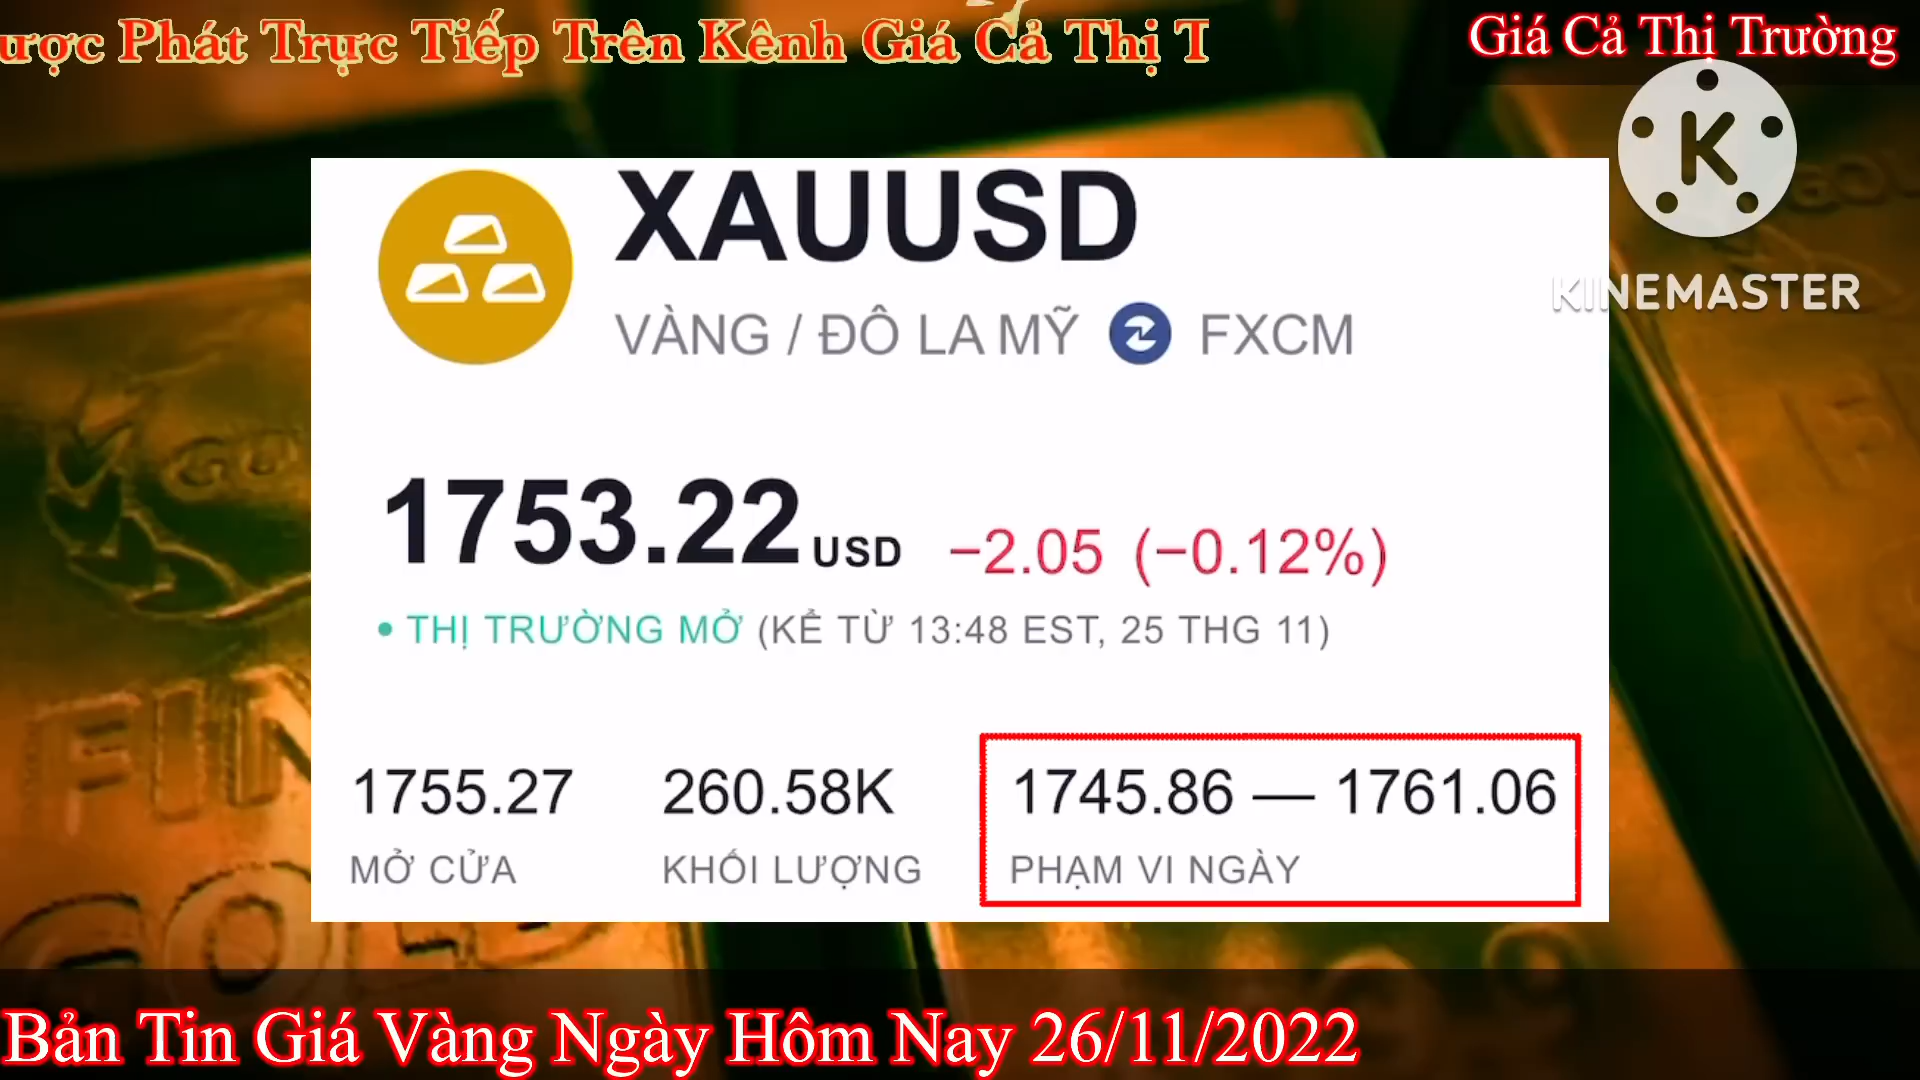 ược Phát Trực Tiếp Trên Kênh Giá Cả Thị T
Giá Cả Thị Trường
K
KINEMASTER
XAUUSD
VÀNG / ĐÔ LA MỸ FXCM
1753.22 USD −2.05 (−0.12%)
• THỊ TRƯỜNG MỞ (KỂ TỪ 13:48 EST, 25 THG 11)
1755.27 260.58K 1745.86 — 1761.06
MỞ CỬA KHỐI LƯỢNG PHẠM VI NGÀY
GOLD
Bản Tin Giá Vàng Ngày Hôm Nay 26/11/2022